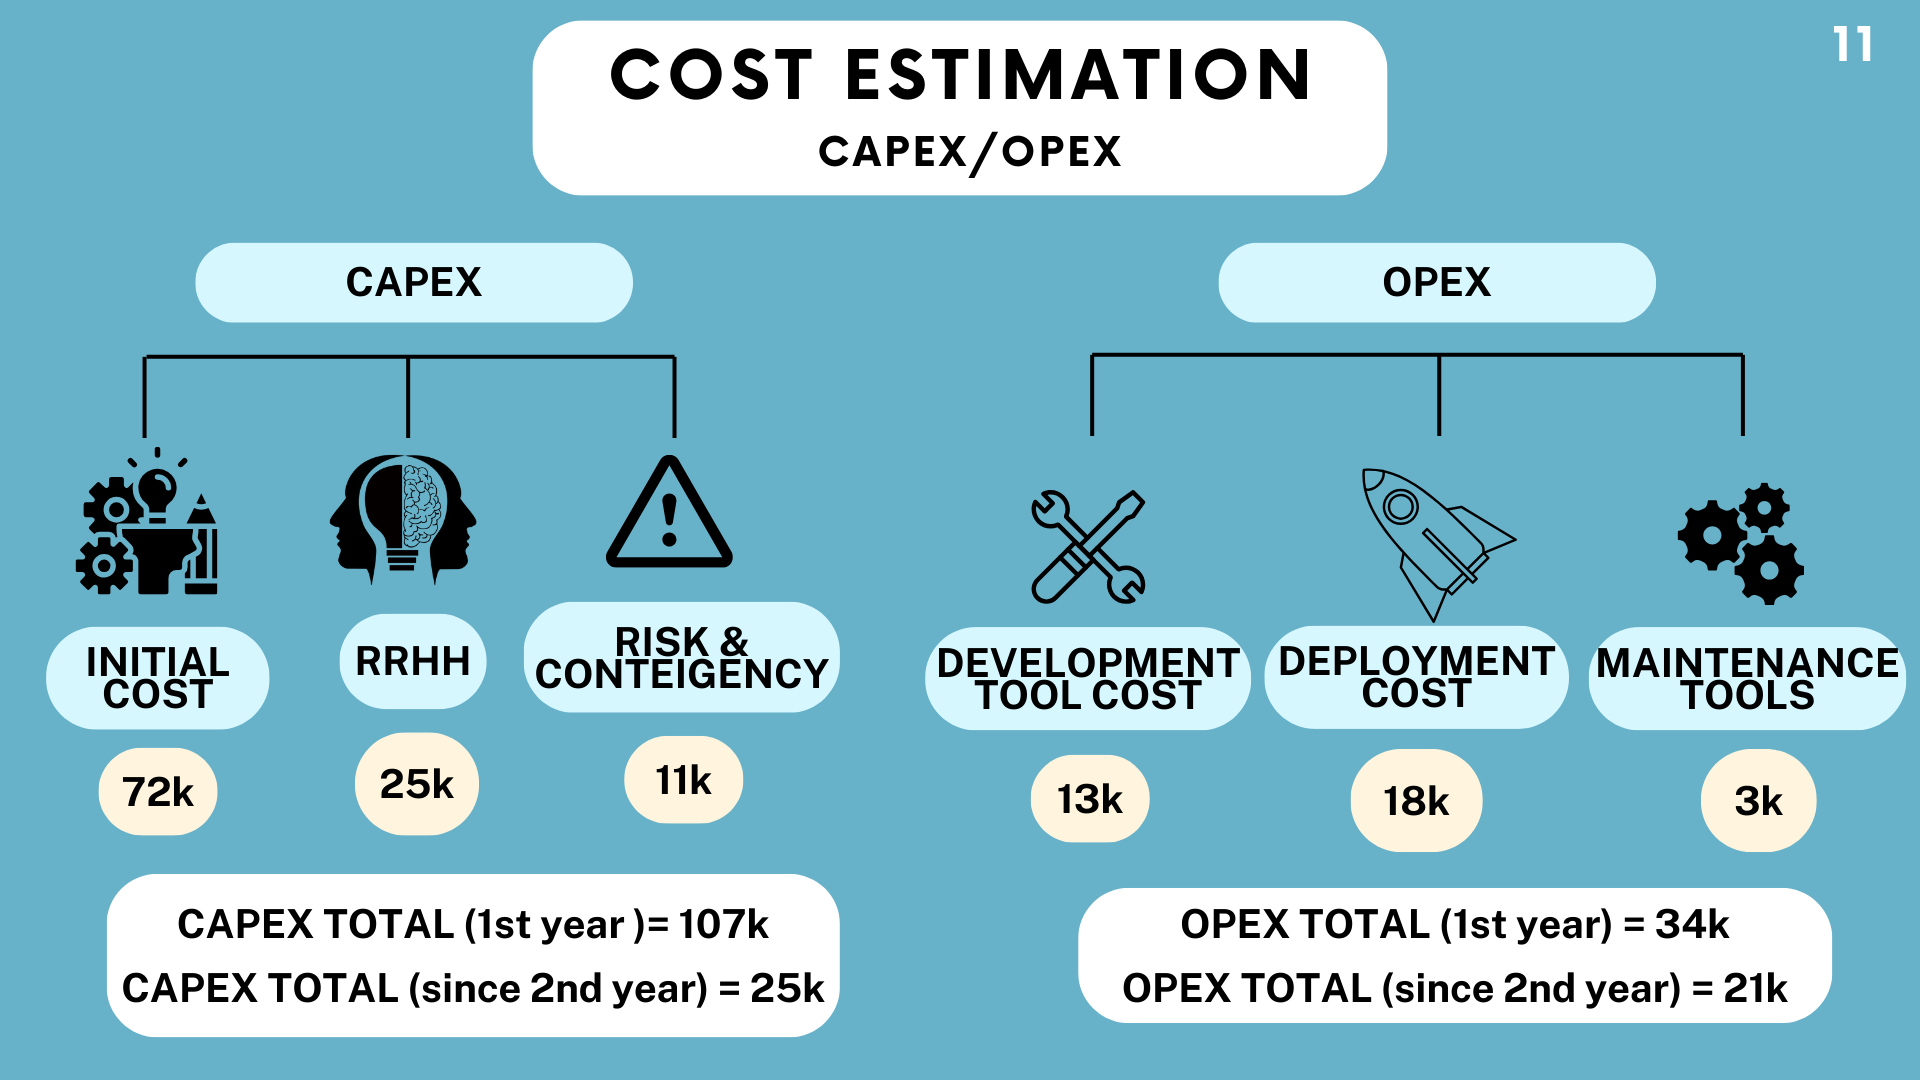 11
COST ESTIMATION
CAPEX/OPEX
CAPEX
INITIAL
COST
72k
RRHH
25k
RISK &
CONTEIGENCY
11k
CAPEX TOTAL (1st year )= 107k
CAPEX TOTAL (since 2nd year) = 25k
OPEX
DEVELOPMENT
TOOL COST
13k
DEPLOYMENT
COST
18k
MAINTENANCE
TOOLS
3k
OPEX TOTAL (1st year) = 34k
OPEX TOTAL (since 2nd year) = 21k